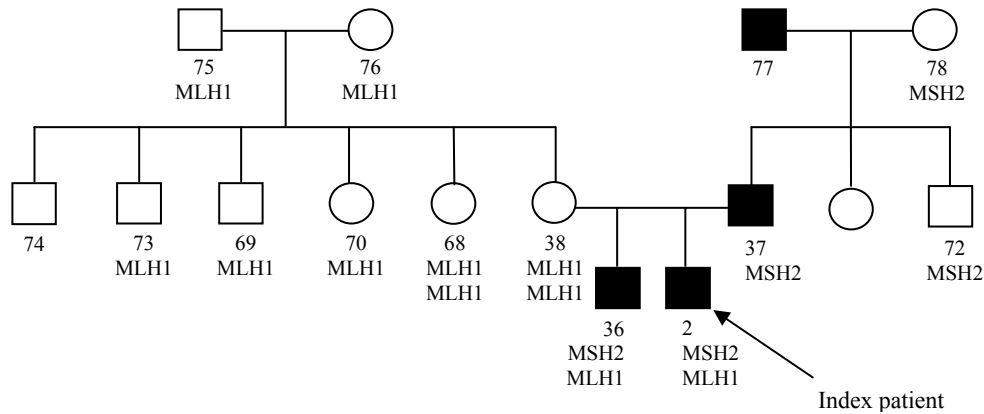 75 76 77 78
MLH1 MLH1 MSH2
74 73 69 70 68 38 37 72
MLH1 MLH1 MLH1 MLH1 MLH1 MSH2 MSH2
MLH1 MLH1
36 2
MSH2 MSH2
MLH1 MLH1
Index patient